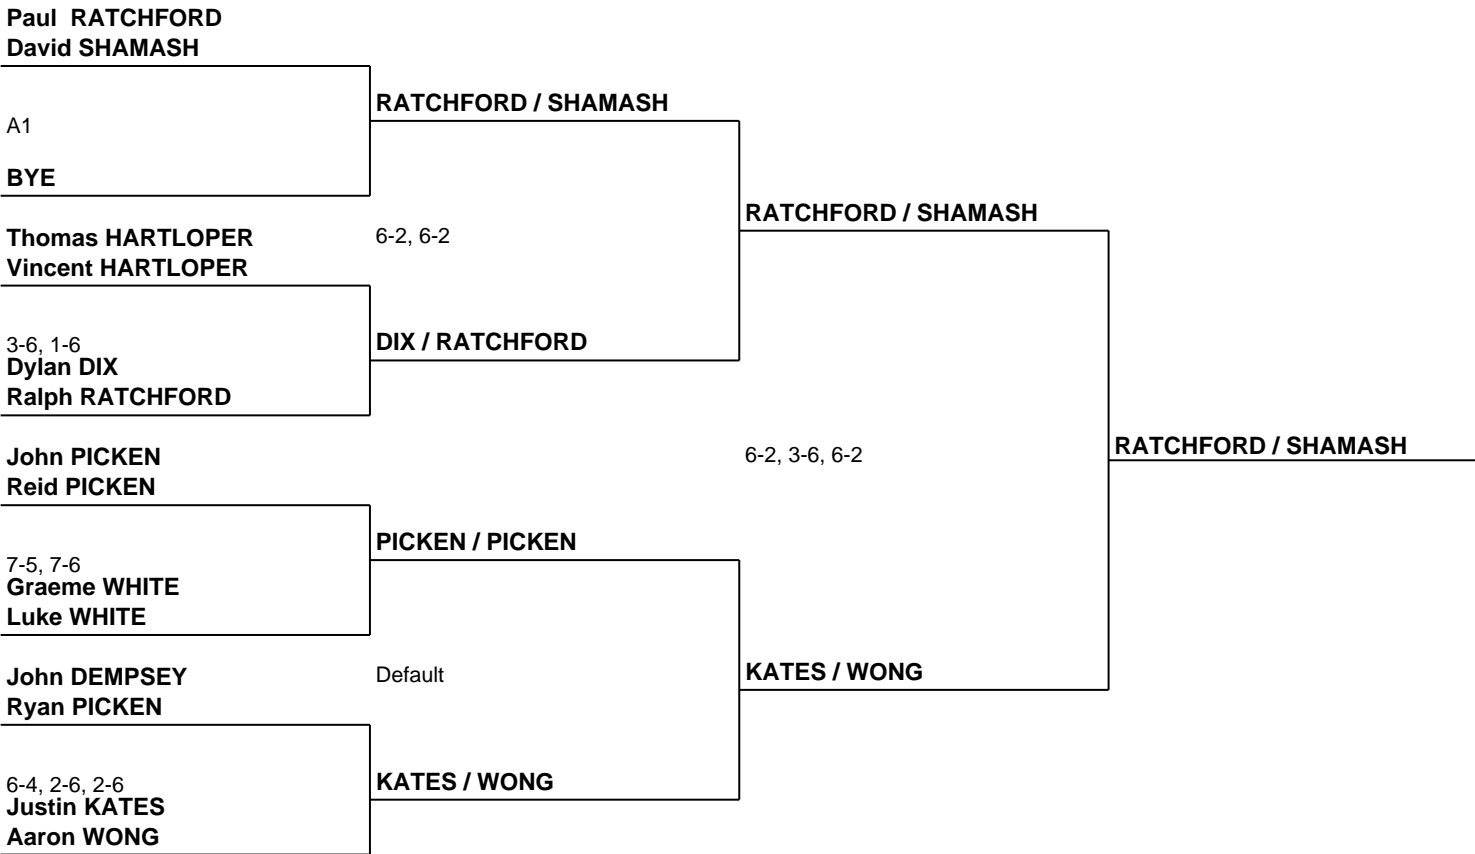 Paul  RATCHFORD
David SHAMASH
RATCHFORD / SHAMASH
A1
BYE
RATCHFORD / SHAMASH
Thomas HARTLOPER
6-2, 6-2
Vincent HARTLOPER
3-6, 1-6
DIX / RATCHFORD
Dylan DIX
Ralph RATCHFORD
John PICKEN
6-2, 3-6, 6-2
RATCHFORD / SHAMASH
Reid PICKEN
PICKEN / PICKEN
7-5, 7-6
Graeme WHITE
Luke WHITE
John DEMPSEY
Default
KATES / WONG
Ryan PICKEN
6-4, 2-6, 2-6
KATES / WONG
Justin KATES
Aaron WONG